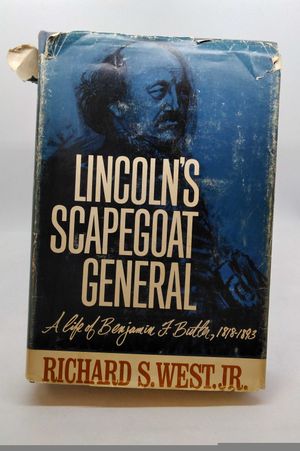 LINCOLN'S
SCAPEGOAT
GENERAL
A life of Benjamin F. Butler, 1818-1893
RICHARD S. WEST, JR.